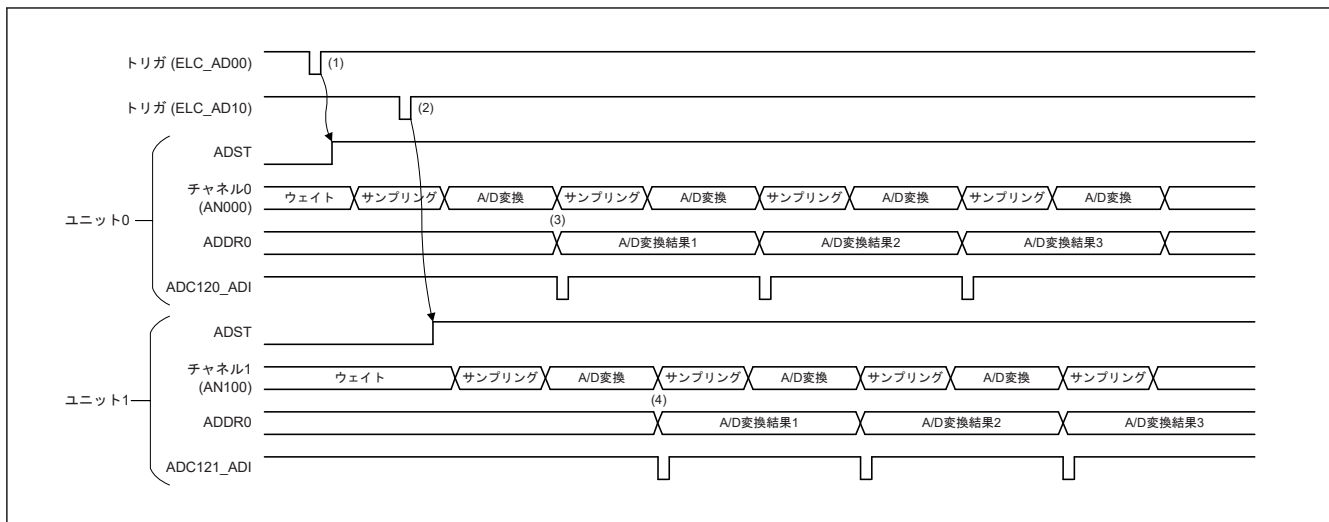 トリガ (ELC_AD00)
(1)
トリガ (ELC_AD10)
(2)
ユニット0
ADST
チャネル0
(AN000)
ウェイト サンプリング A/D変換 サンプリング A/D変換 サンプリング A/D変換 サンプリング A/D変換
(3)
ADDR0
A/D変換結果1 A/D変換結果2 A/D変換結果3
ADC120_ADI
ユニット1
ADST
チャネル1
(AN100)
ウェイト サンプリング A/D変換 サンプリング A/D変換 サンプリング A/D変換 サンプリング
(4)
ADDR0
A/D変換結果1 A/D変換結果2 A/D変換結果3
ADC121_ADI